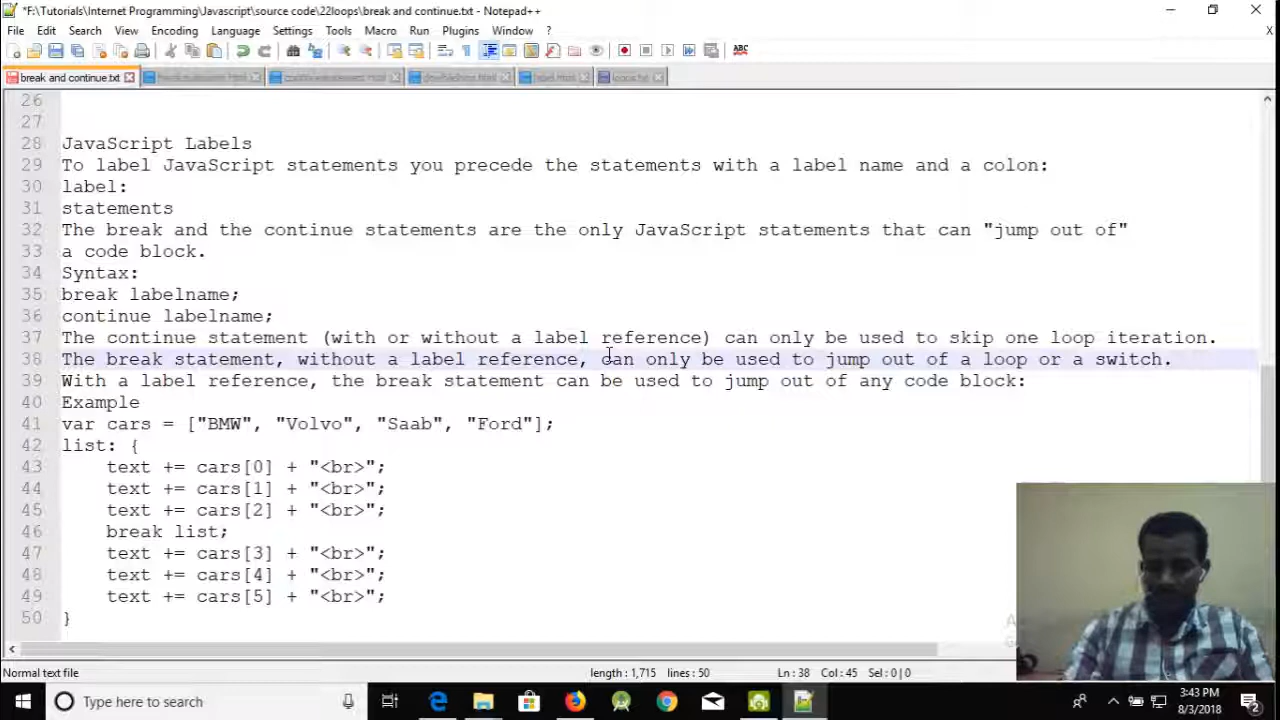 *F:\Tutorials\Internet Programming\Javascript\source code\22loops\break and continue.txt - Notepad++
File Edit Search View Encoding Language Settings Tools Macro Run Plugins Window ? X
break and continue.txt
26
27
28 JavaScript Labels
29 To label JavaScript statements you precede the statements with a label name and a colon:
30 label:
31 statements
32 The break and the continue statements are the only JavaScript statements that can "jump out of"
33 a code block.
34 Syntax:
35 break labelname;
36 continue labelname;
37 The continue statement (with or without a label reference) can only be used to skip one loop iteration.
38 The break statement, without a label reference, can only be used to jump out of a loop or a switch.
39 With a label reference, the break statement can be used to jump out of any code block:
40 Example
41 var cars = ["BMW", "Volvo", "Saab", "Ford"];
42 list: {
43 text += cars[0] + "<br>";
44 text += cars[1] + "<br>";
45 text += cars[2] + "<br>";
46 break list;
47 text += cars[3] + "<br>";
48 text += cars[4] + "<br>";
49 text += cars[5] + "<br>";
50 }
Normal text file length : 1,715 lines : 50 Ln : 38 Col : 45 Sel : 0 | 0
Type here to search
3:43 PM
8/3/2018
2